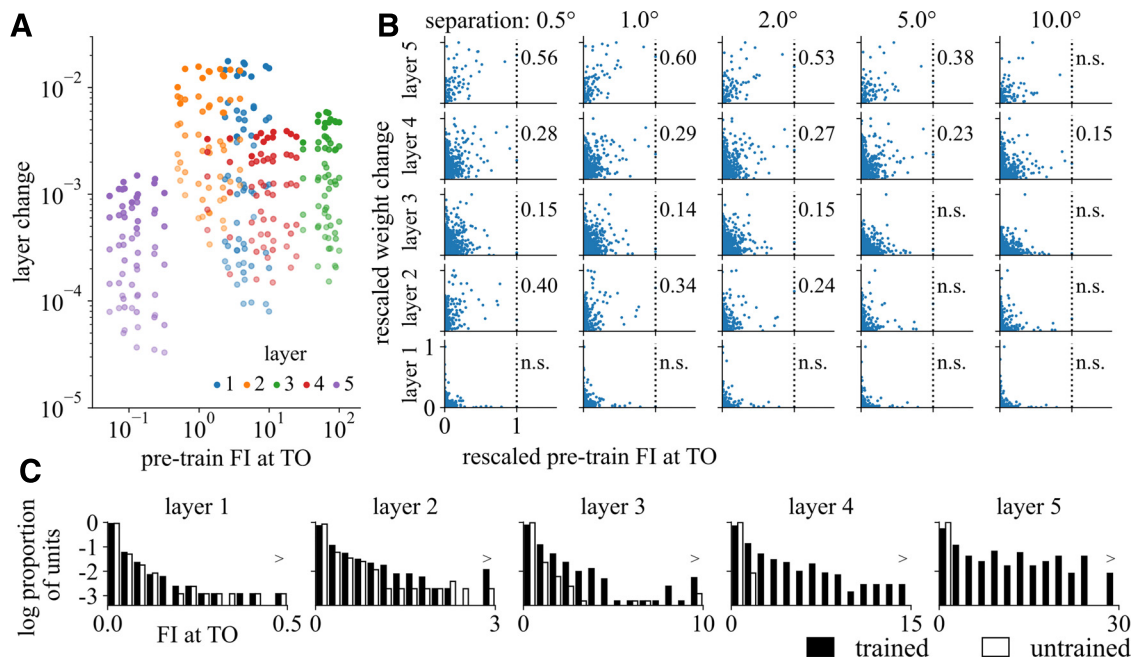 A
layer change
10⁻²
10⁻³
10⁻⁴
10⁻⁵
10⁻¹ 10⁰ 10¹ 10²
pre-train FI at TO
layer
1 2 3 4 5
B
separation: 0.5° 1.0° 2.0° 5.0° 10.0°
rescaled weight change
layer 5 0.56 0.60 0.53 0.38 n.s.
layer 4 0.28 0.29 0.27 0.23 0.15
layer 3 0.15 0.14 0.15 n.s. n.s.
layer 2 0.40 0.34 0.24 n.s. n.s.
layer 1 n.s. n.s. n.s. n.s. n.s.
1
0
0 1
rescaled pre-train FI at TO
C
layer 1 layer 2 layer 3 layer 4 layer 5
log proportion
of units
0
-1
-2
-3
> > > > >
0.0 0.5 0 3 0 10 0 15 0 30
FI at TO
trained untrained